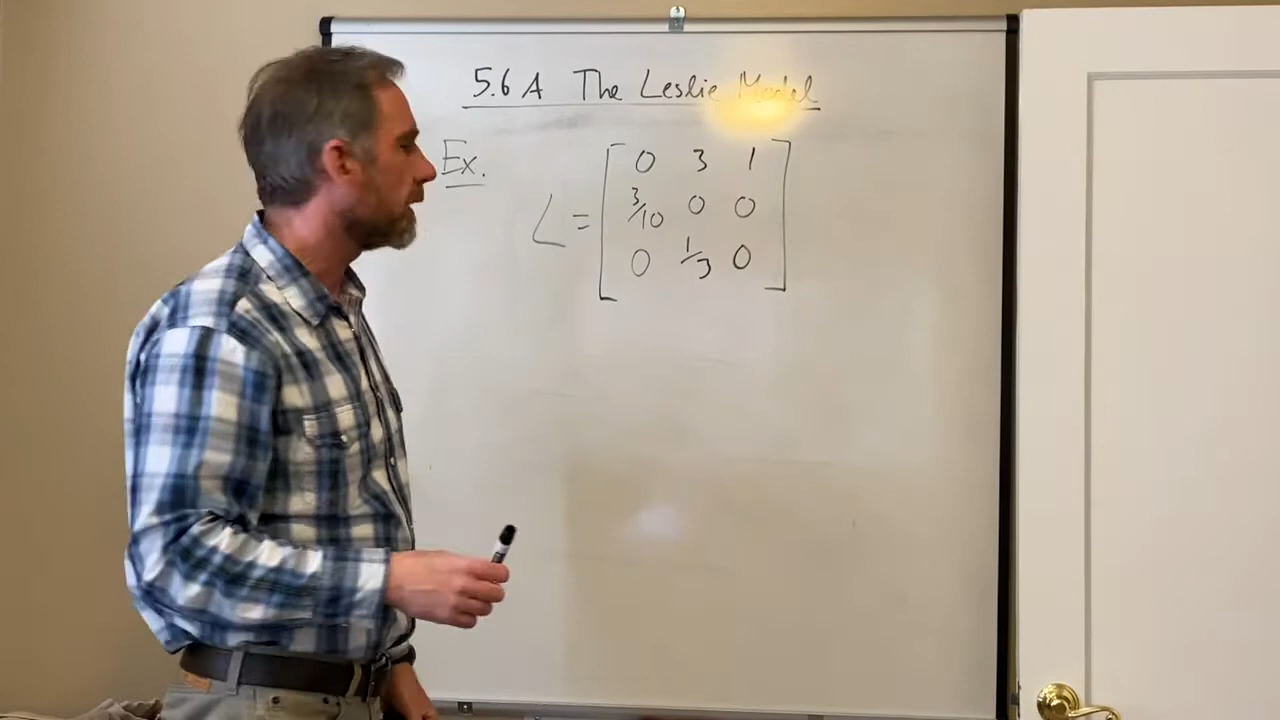 5.6 A The Leslie Model
Ex.
L = [ 0 3 1
3/10 0 0
0 1/3 0 ]